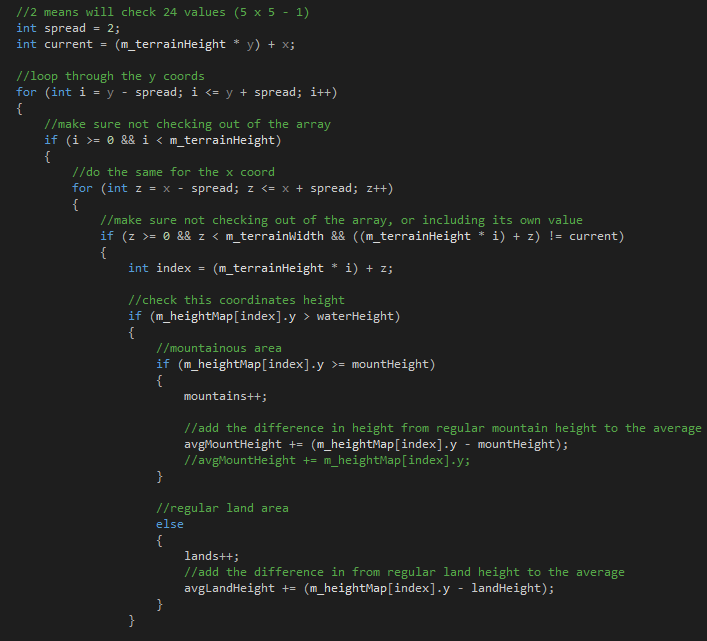 //2 means will check 24 values (5 x 5 - 1)
int spread = 2;
int current = (m_terrainHeight * y) + x;
//loop through the y coords
for (int i = y - spread; i <= y + spread; i++)
{
//make sure not checking out of the array
if (i >= 0 && i < m_terrainHeight)
{
//do the same for the x coord
for (int z = x - spread; z <= x + spread; z++)
{
//make sure not checking out of the array, or including its own value
if (z >= 0 && z < m_terrainWidth && ((m_terrainHeight * i) + z) != current)
{
int index = (m_terrainHeight * i) + z;
//check this coordinates height
if (m_heightMap[index].y > waterHeight)
{
//mountainous area
if (m_heightMap[index].y >= mountHeight)
{
mountains++;
//add the difference in height from regular mountain height to the average
avgMountHeight += (m_heightMap[index].y - mountHeight);
//avgMountHeight += m_heightMap[index].y;
}
//regular land area
else
{
lands++;
//add the difference in from regular land height to the average
avgLandHeight += (m_heightMap[index].y - landHeight);
}
}